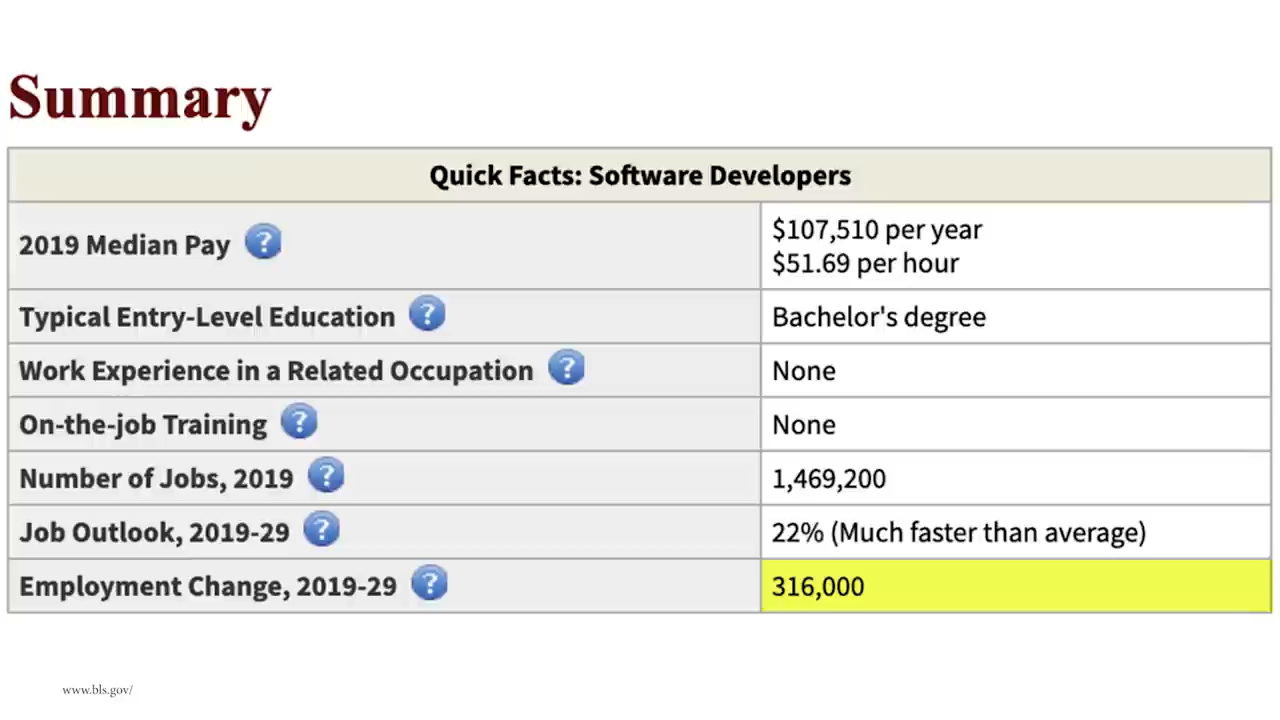 Summary
Quick Facts: Software Developers
2019 Median Pay ? $107,510 per year
$51.69 per hour
Typical Entry-Level Education ? Bachelor's degree
Work Experience in a Related Occupation ? None
On-the-job Training ? None
Number of Jobs, 2019 ? 1,469,200
Job Outlook, 2019-29 ? 22% (Much faster than average)
Employment Change, 2019-29 ? 316,000
www.bls.gov/